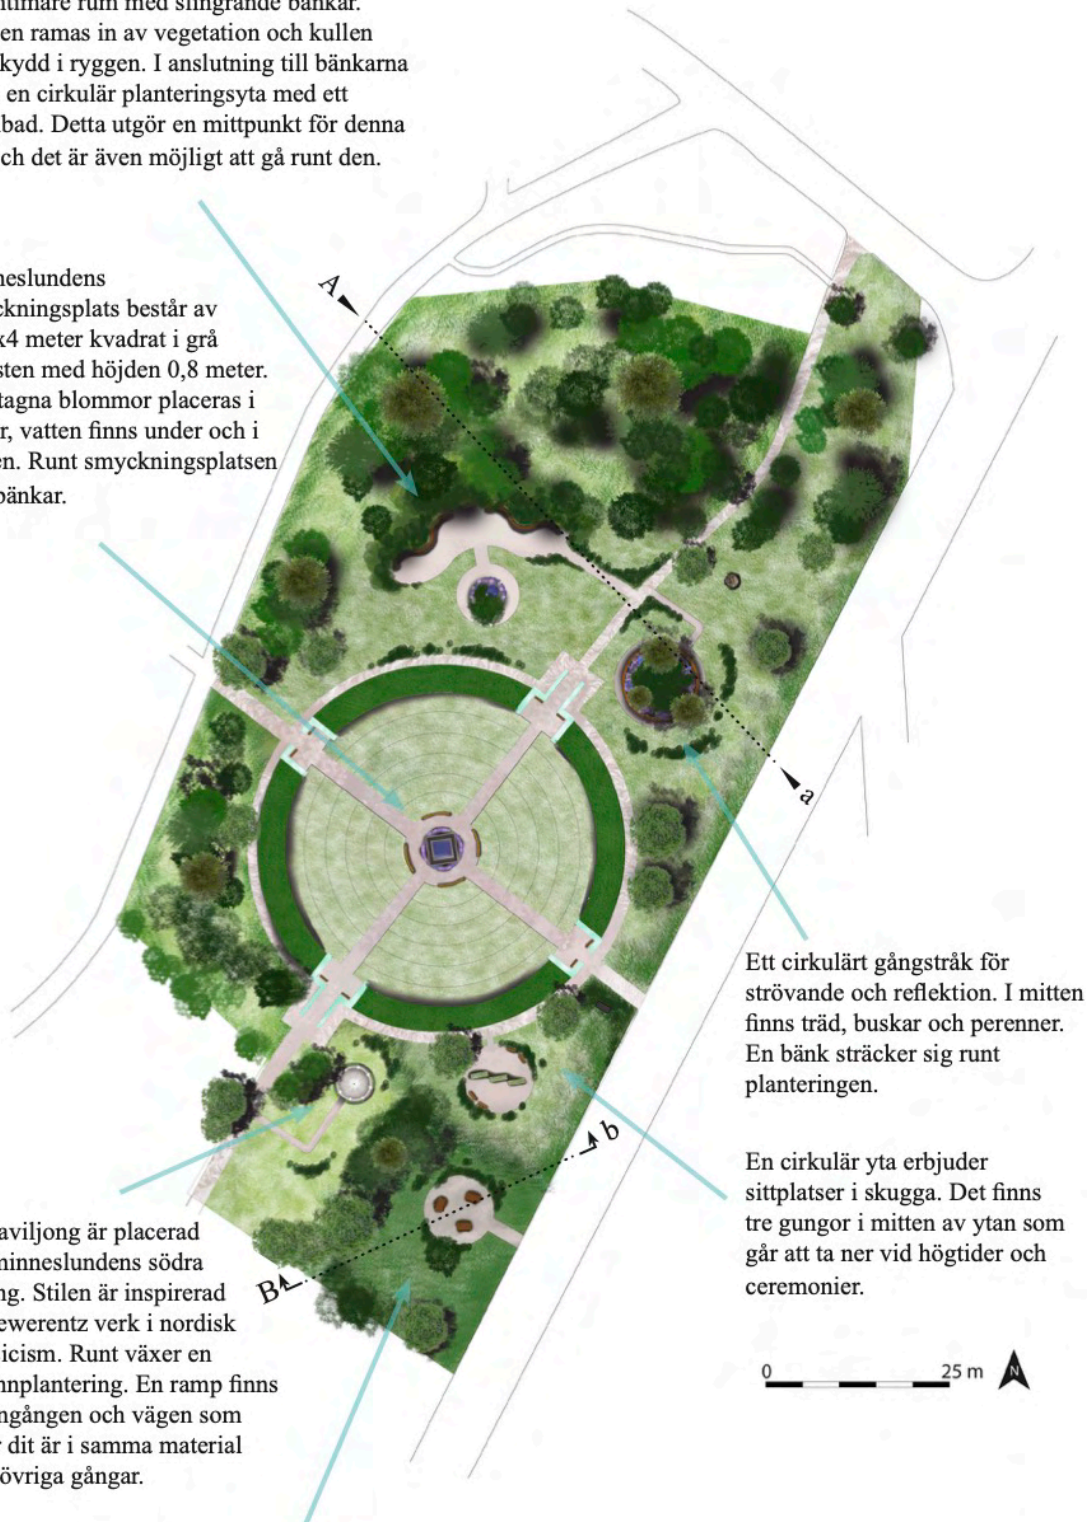 ntimare rum med slingrande bänkar.
en ramas in av vegetation och kullen
kydd i ryggen. I anslutning till bänkarna
en cirkulär planteringsyta med ett
bad. Detta utgör en mittpunkt för denna
ch det är även möjligt att gå runt den.
neslundens
ckningsplats består av
x4 meter kvadrat i grå
sten med höjden 0,8 meter.
tagna blommor placeras i
r, vatten finns under och i
en. Runt smyckningsplatsen
bänkar.
A
a
Ett cirkulärt gångstråk för
strövande och reflektion. I mitten
finns träd, buskar och perenner.
En bänk sträcker sig runt
planteringen.
b
En cirkulär yta erbjuder
sittplatser i skugga. Det finns
tre gungor i mitten av ytan som
går att ta ner vid högtider och
ceremonier.
aviljong är placerad
minneslundens södra
ng. Stilen är inspirerad
ewerentz verk i nordisk
icism. Runt växer en
nnplantering. En ramp finns
ngången och vägen som
r dit är i samma material
övriga gångar.
B
0 25 m
N